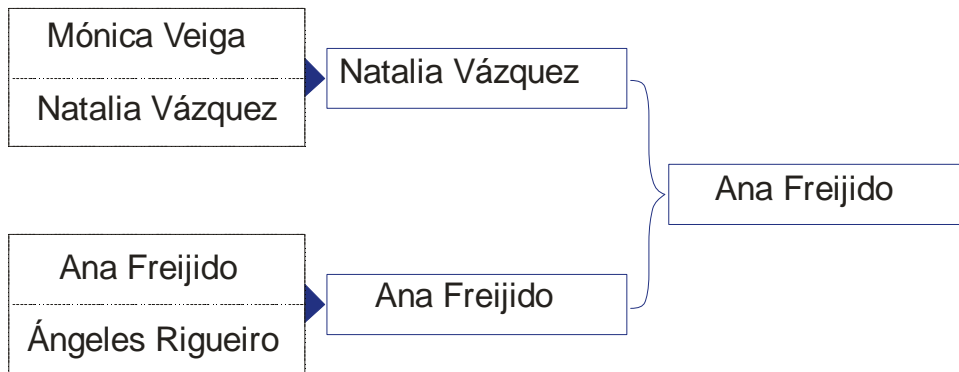 Mónica Veiga
Natalia Vázquez
Natalia Vázquez
Ana Freijido
Ana Freijido
Ángeles Rigueiro
Ana Freijido